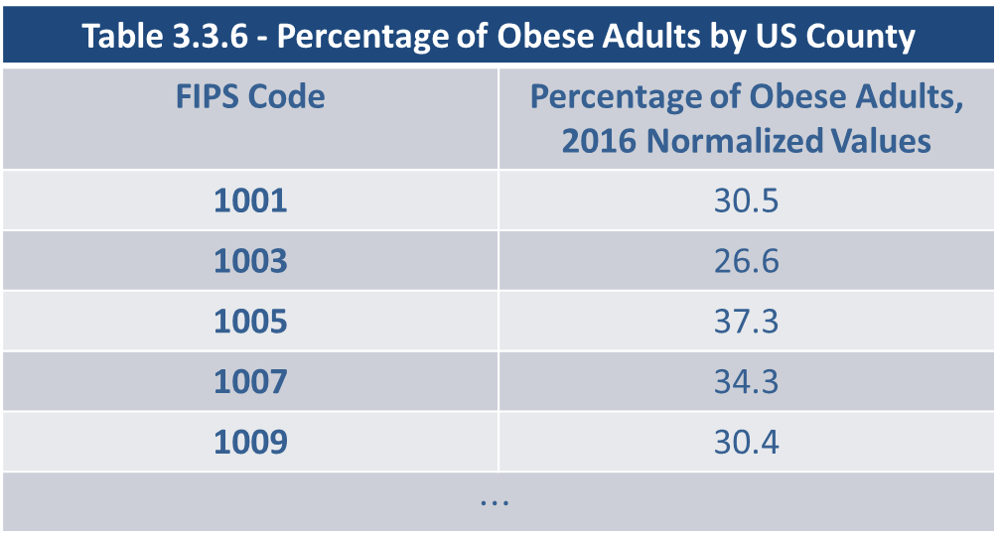 Table 3.3.6 - Percentage of Obese Adults by US County
FIPS Code
Percentage of Obese Adults,
2016 Normalized Values
1001 30.5
1003 26.6
1005 37.3
1007 34.3
1009 30.4
...